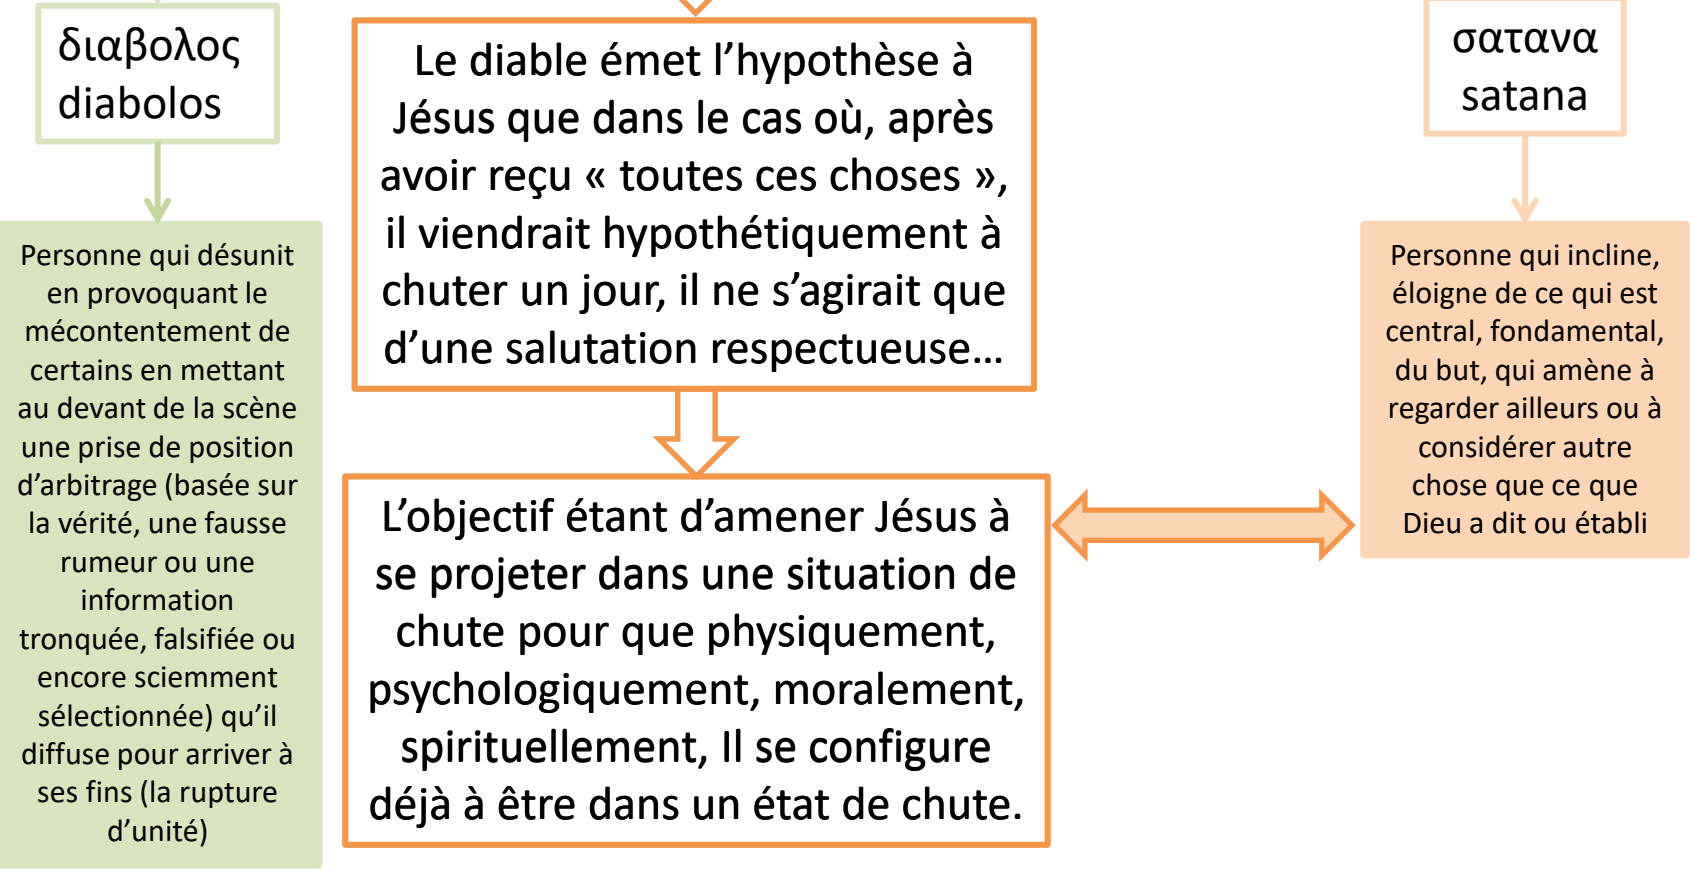 διαβολος
diabolos
Personne qui désunit
en provoquant le
mécontentement de
certains en mettant
au devant de la scène
une prise de position
d’arbitrage (basée sur
la vérité, une fausse
rumeur ou une
information
tronquée, falsifiée ou
encore sciemment
sélectionnée) qu’il
diffuse pour arriver à
ses fins (la rupture
d’unité)
Le diable émet l’hypothèse à
Jésus que dans le cas où, après
avoir reçu « toutes ces choses »,
il viendrait hypothétiquement à
chuter un jour, il ne s’agirait que
d’une salutation respectueuse…
L’objectif étant d’amener Jésus à
se projeter dans une situation de
chute pour que physiquement,
psychologiquement, moralement,
spirituellement, Il se configure
déjà à être dans un état de chute.
σατανα
satana
Personne qui incline,
éloigne de ce qui est
central, fondamental,
du but, qui amène à
regarder ailleurs ou à
considérer autre
chose que ce que
Dieu a dit ou établi